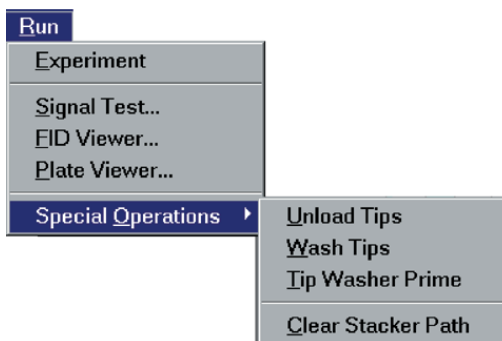 Run
Experiment
Signal Test...
FID Viewer...
Plate Viewer...
Special Operations
Unload Tips
Wash Tips
Tip Washer Prime
Clear Stacker Path